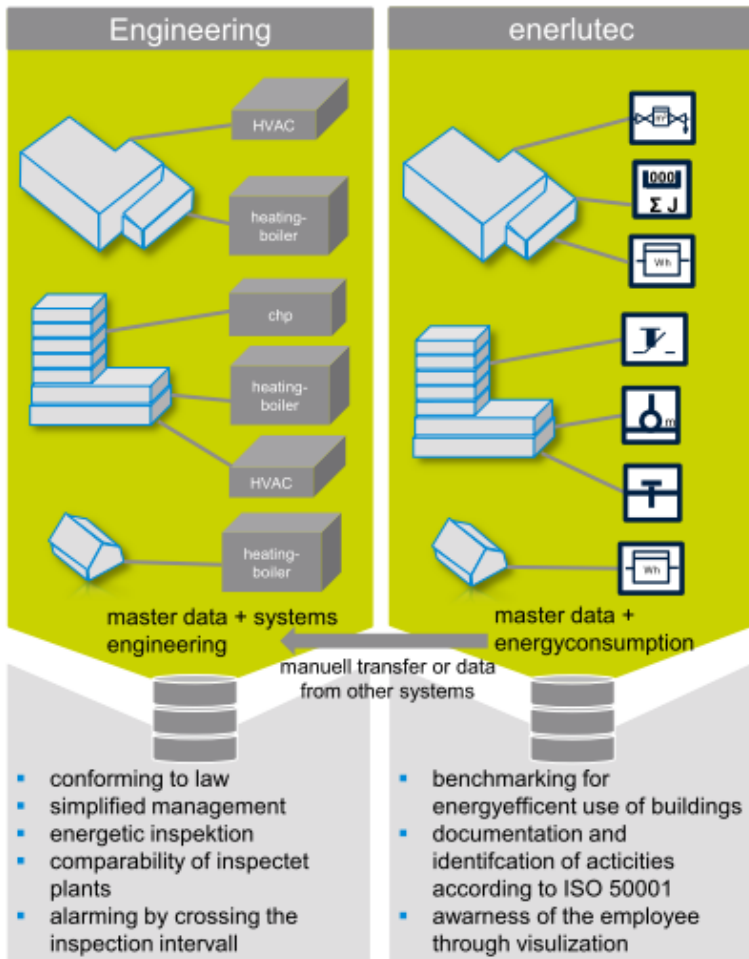 Engineering
HVAC
heating-
boiler
chp
heating-
boiler
HVAC
heating-
boiler
master data + systems
engineering
enerlutec
000
Σ J
Wh
m
Wh
master data +
energyconsumption
manuell transfer or data
from other systems
▪ conforming to law
▪ simplified management
▪ energetic inspektion
▪ comparability of inspectet
plants
▪ alarming by crossing the
inspection intervall
▪ benchmarking for
energyefficent use of buildings
▪ documentation and
identifcation of acticities
according to ISO 50001
▪ awarness of the employee
through visulization